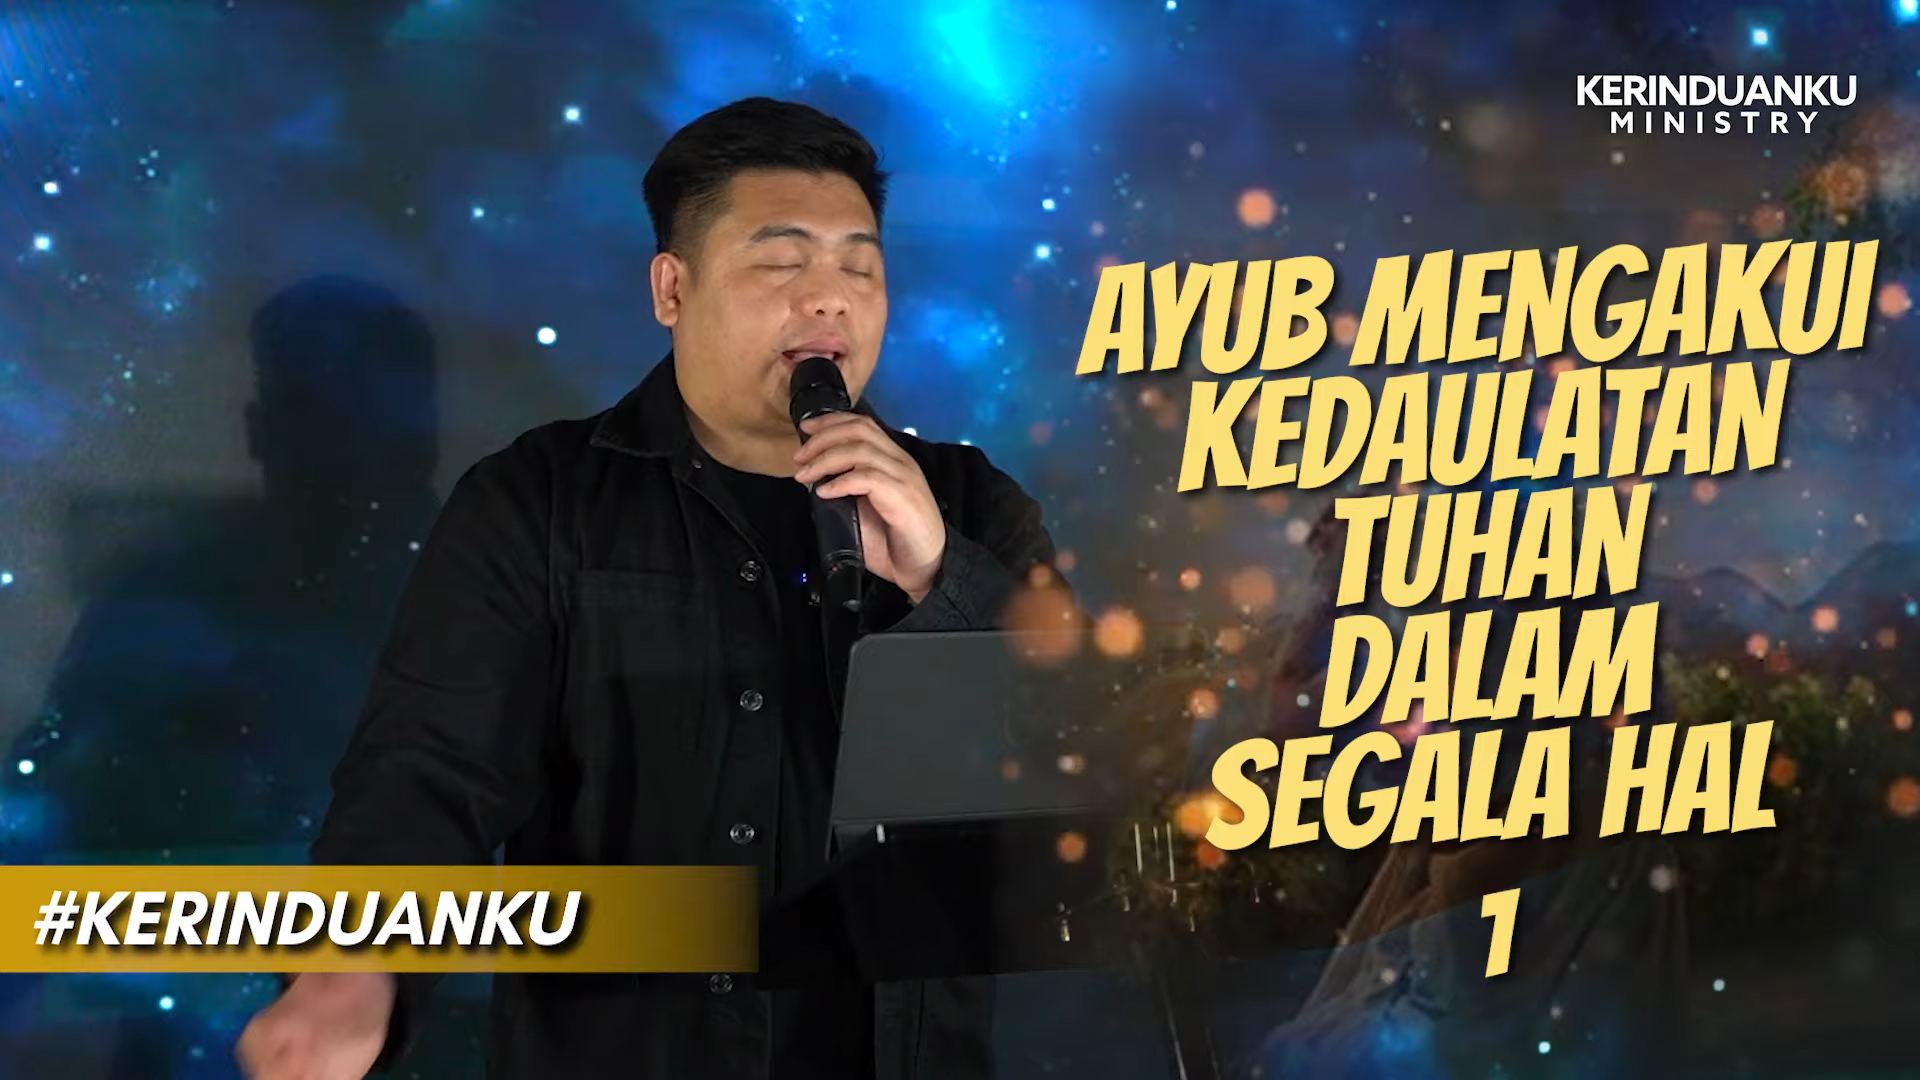 KERINDUANKU
MINISTRY
AYUB MENGAKUI
KEDAULATAN
TUHAN
DALAM
SEGALA HAL
1
#KERINDUANKU